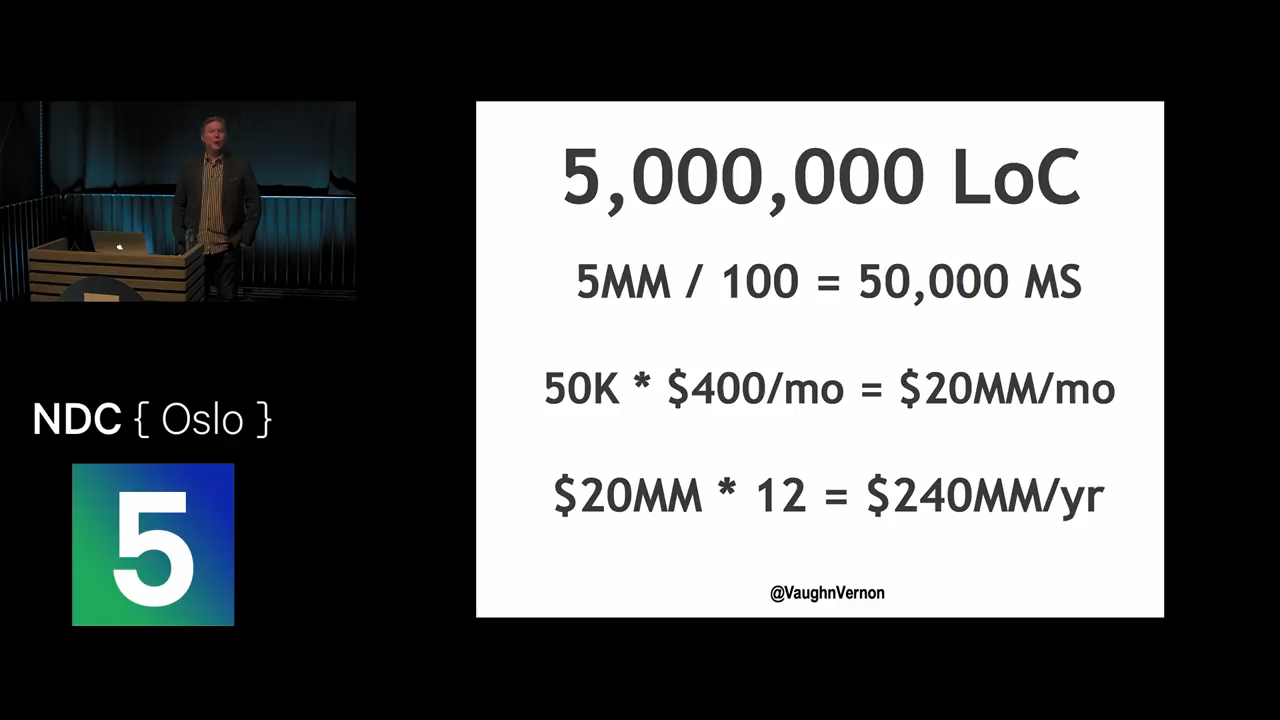 5,000,000 LoC
5MM / 100 = 50,000 MS
50K * $400/mo = $20MM/mo
$20MM * 12 = $240MM/yr
@VaughnVernon
NDC { Oslo }
5